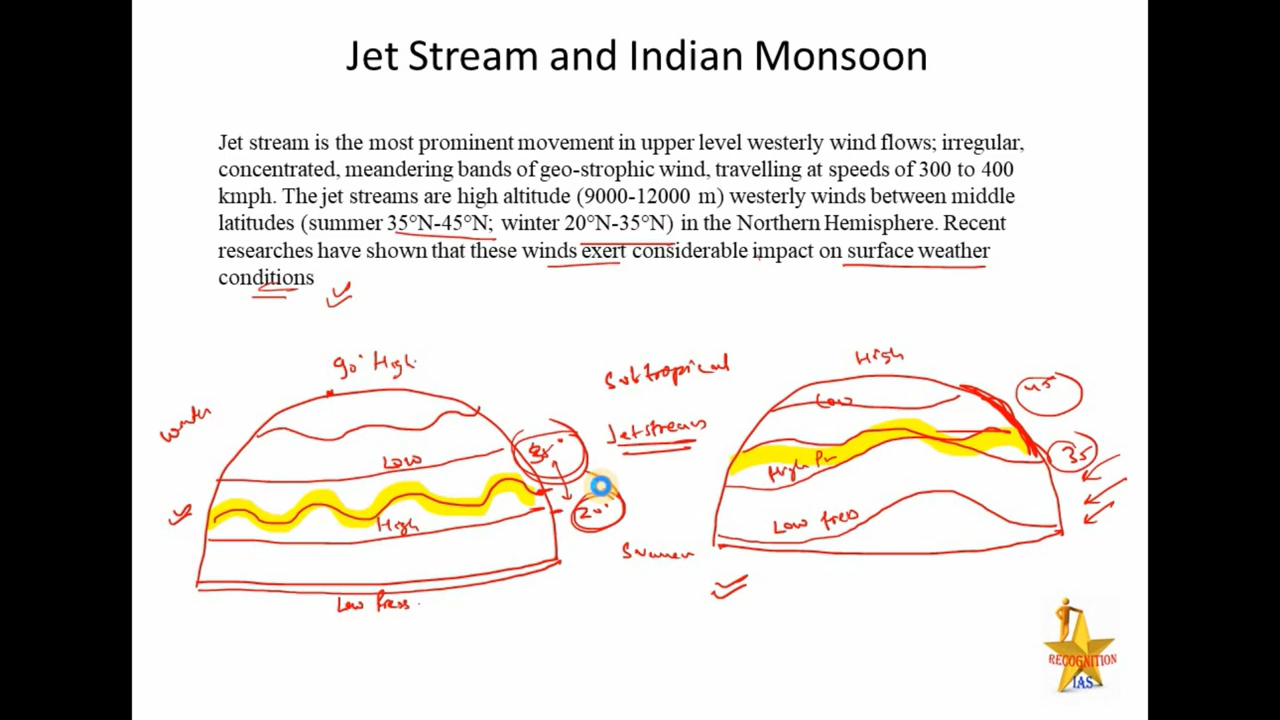 Jet Stream and Indian Monsoon
Jet stream is the most prominent movement in upper level westerly wind flows; irregular,
concentrated, meandering bands of geo-strophic wind, travelling at speeds of 300 to 400
kmph. The jet streams are high altitude (9000-12000 m) westerly winds between middle
latitudes (summer 35°N-45°N; winter 20°N-35°N) in the Northern Hemisphere. Recent
researches have shown that these winds exert considerable impact on surface weather
conditions
90° High
Winter
Low
35°
High
20°
Low Press.
Subtropical
Jetstream
Summer
High
Low
45
High Pr
35
Low Pres
RECOGNITION
IAS